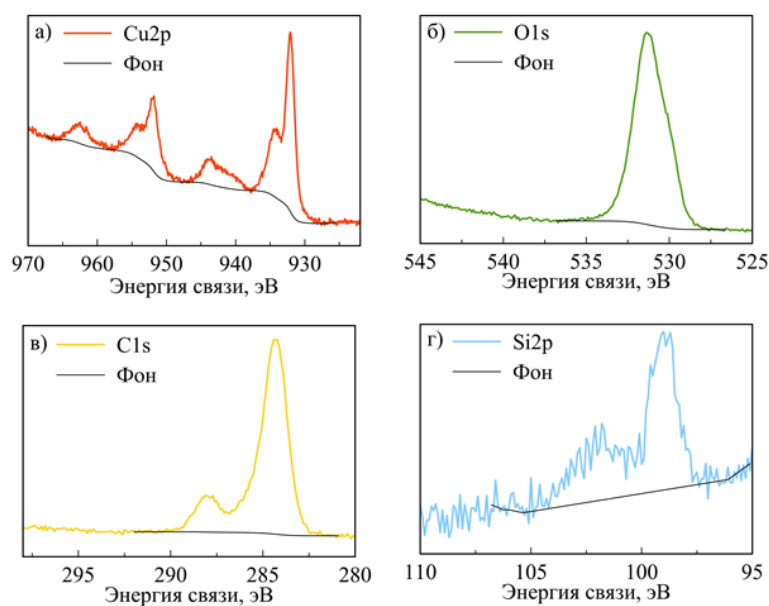 а)
Cu2p
Фон
970 960 950 940 930
Энергия связи, эВ
б)
O1s
Фон
545 540 535 530 525
Энергия связи, эВ
в)
C1s
Фон
295 290 285 280
Энергия связи, эВ
г)
Si2p
Фон
110 105 100 95
Энергия связи, эВ